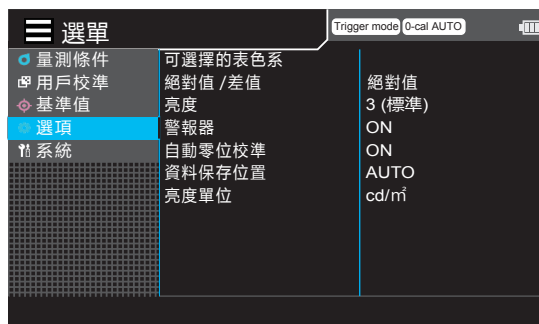 選單
Trigger mode 0-cal AUTO
量測條件
用戶校準
基準值
選項
系統
可選擇的表色系
絕對值 /差值 絕對值
亮度 3 (標準)
警報器 ON
自動零位校準 ON
資料保存位置 AUTO
亮度單位 cd/㎡